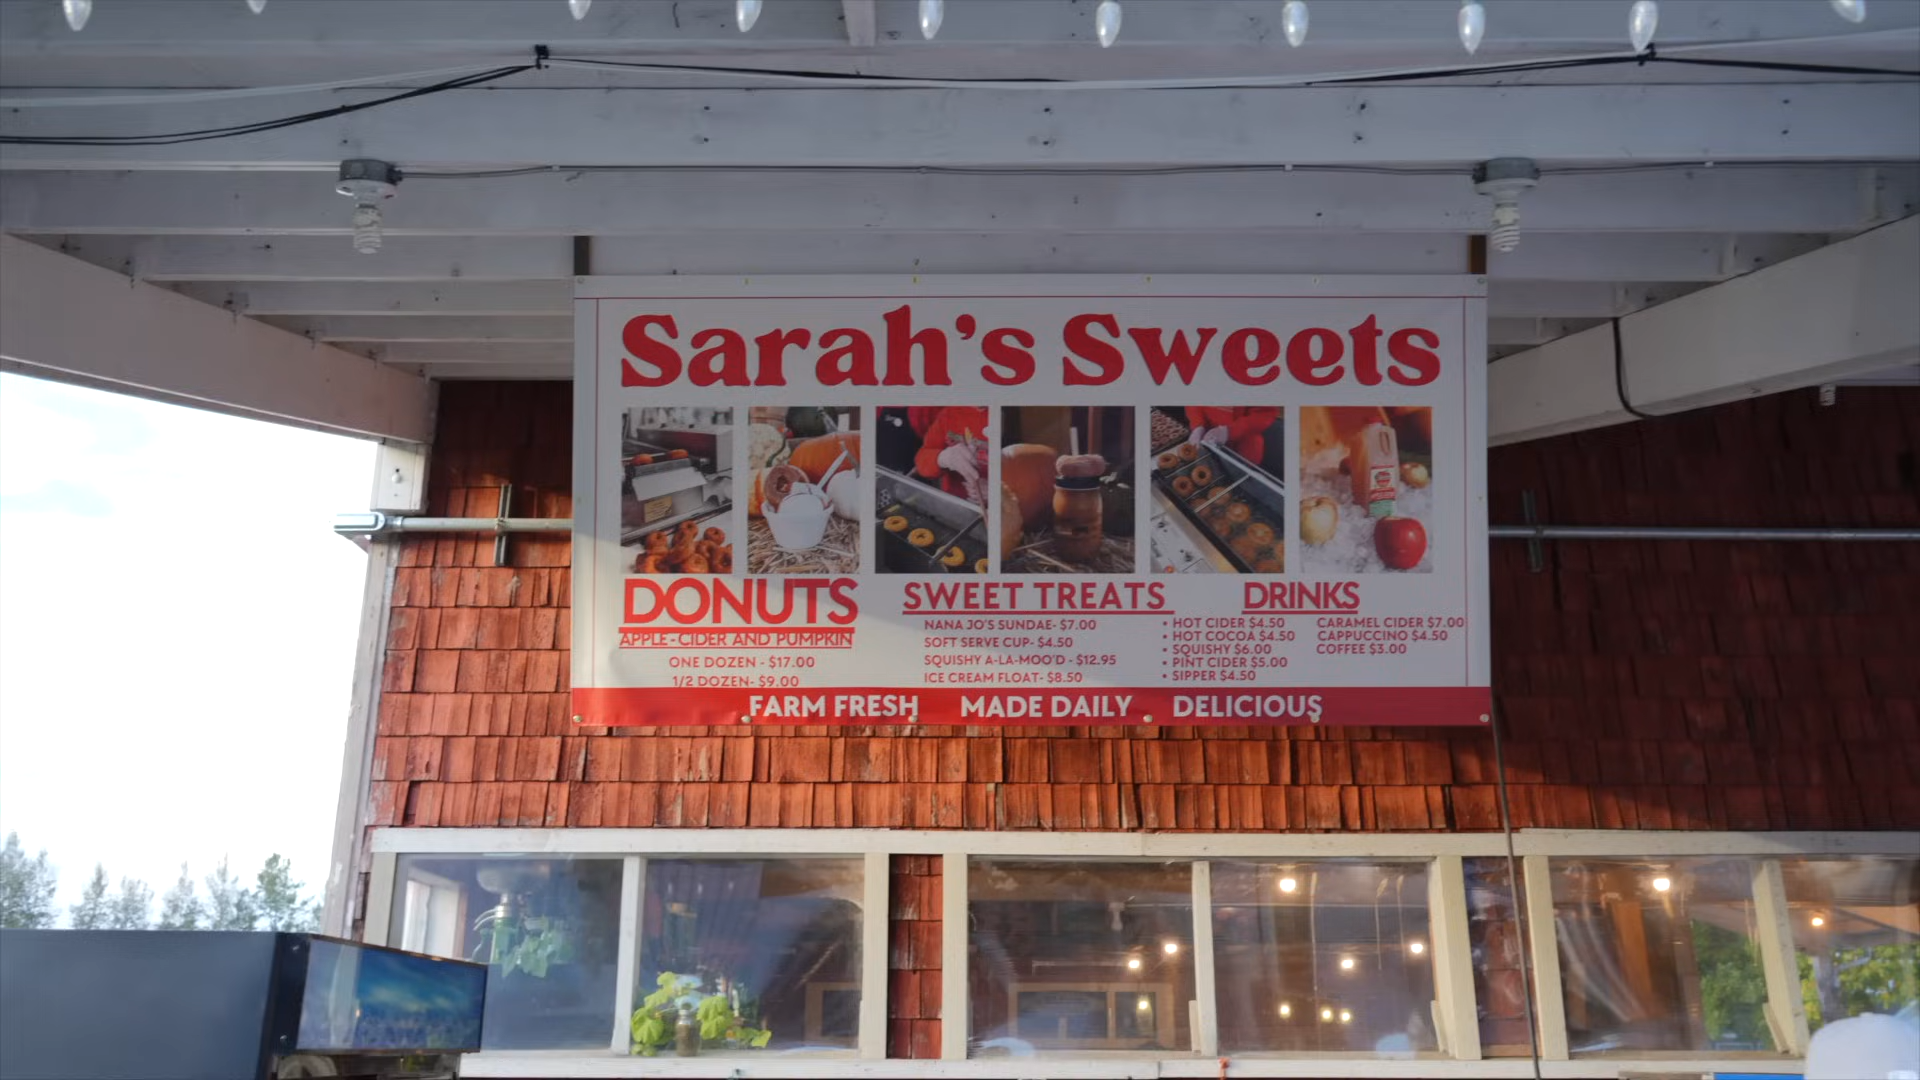 Sarah's Sweets
DONUTS
APPLE-CIDER AND PUMPKIN
ONE DOZEN - $17.00
1/2 DOZEN- $9.00
SWEET TREATS
NANA JO'S SUNDAE- $7.00
SOFT SERVE CUP- $4.50
SQUISHY A-LA-MOO'D - $12.95
ICE CREAM FLOAT- $8.50
DRINKS
• HOT CIDER $4.50
• HOT COCOA $4.50
• SQUISHY $6.00
• PINT CIDER $5.00
• SIPPER $4.50
CARAMEL CIDER $7.00
CAPPUCCINO $4.50
COFFEE $3.00
FARM FRESH MADE DAILY DELICIOUS